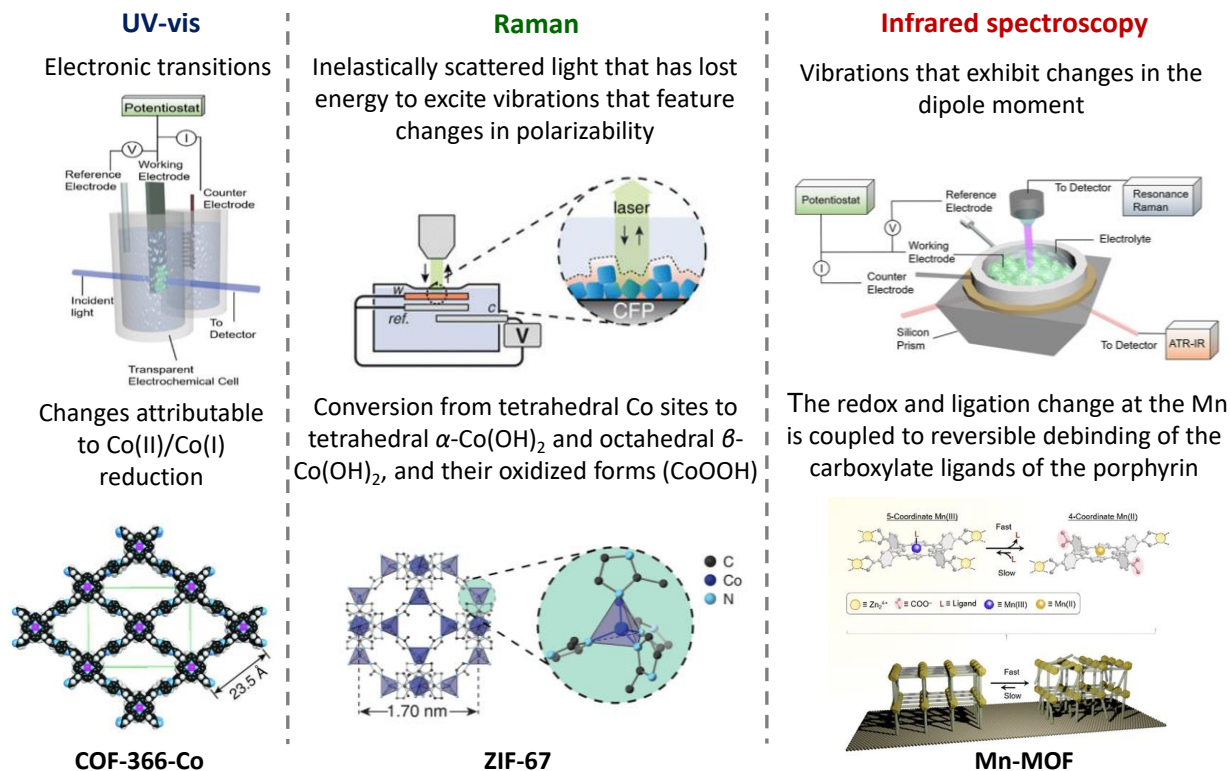 UV-vis
Electronic transitions
Potentiostat
I
V
Reference
Electrode
Working
Electrode
Counter
Electrode
Incident
light
To
Detector
Transparent
Electrochemical Cell
Changes attributable
to Co(II)/Co(I)
reduction
23.5 Å
COF-366-Co
Raman
Inelastically scattered light that has lost
energy to excite vibrations that feature
changes in polarizability
laser
w
ref.
c
V
CFP
Conversion from tetrahedral Co sites to
tetrahedral α-Co(OH)₂ and octahedral β-
Co(OH)₂, and their oxidized forms (CoOOH)
C
Co
N
1.70 nm
ZIF-67
Infrared spectroscopy
Vibrations that exhibit changes in the
dipole moment
Potentiostat
Reference
Electrode
To Detector
Resonance
Raman
V
Working
Electrode
Electrolyte
I
Counter
Electrode
Silicon
Prism
To Detector
ATR-IR
The redox and ligation change at the Mn
is coupled to reversible debinding of the
carboxylate ligands of the porphyrin
5-Coordinate Mn(III)
4-Coordinate Mn(II)
L
Fast
L
L
Slow
≡ Zn₂⁴⁺ ≡ COO⁻ L ≡ Ligand ≡ Mn(III) ≡ Mn(II)
Fast
Slow
Mn-MOF